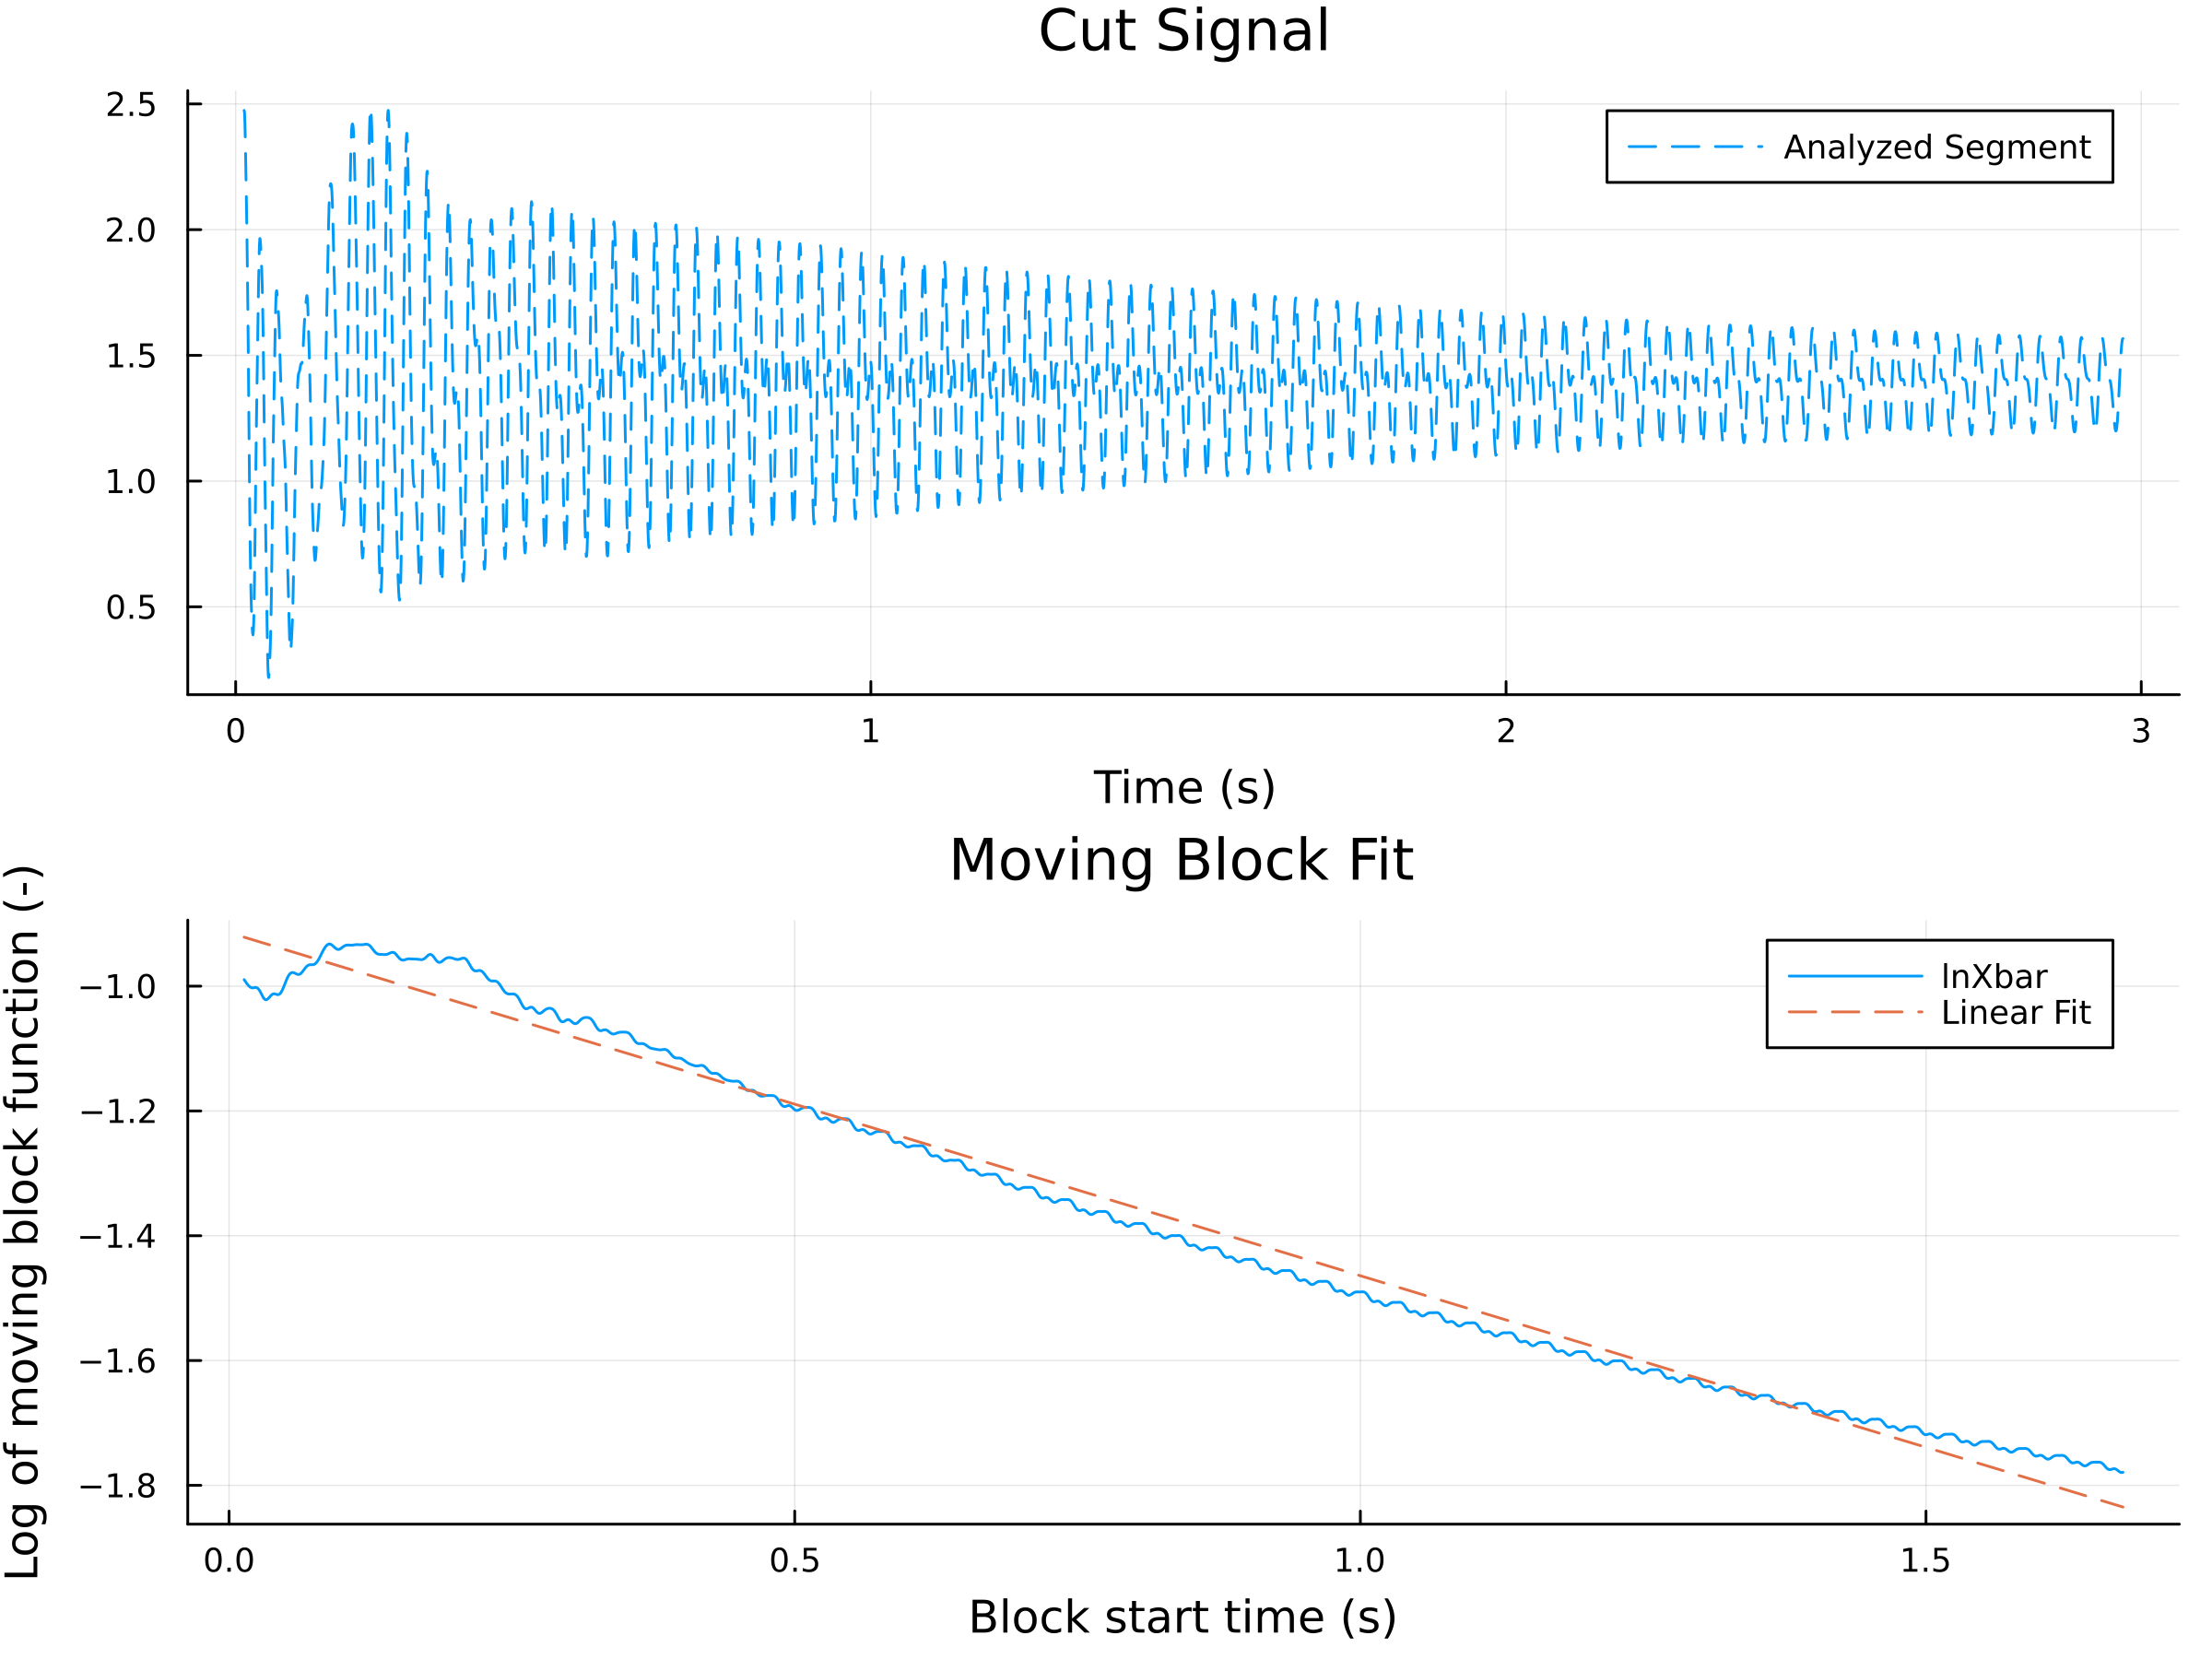 Cut Signal
2.5
2.0
1.5
1.0
0.5
Analyzed Segment
0
1
2
3
Time (s)
Moving Block Fit
Log of moving block function (-)
−1.0
−1.2
−1.4
−1.6
−1.8
lnXbar
Linear Fit
0.0
0.5
1.0
1.5
Block start time (s)